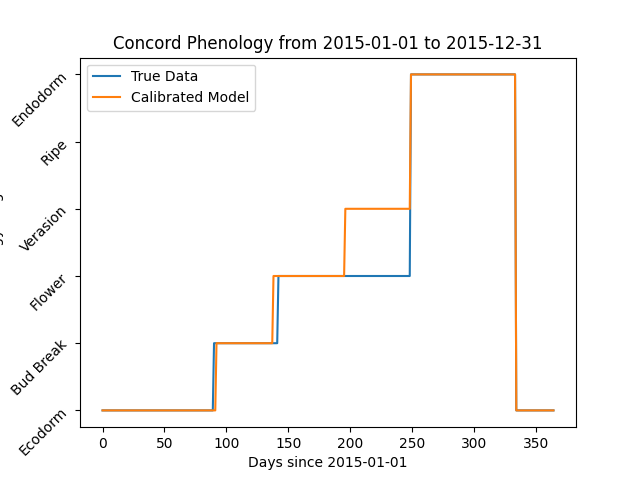 Concord Phenology from 2015-01-01 to 2015-12-31
True Data
Calibrated Model
Endodorm
Ripe
Verasion
Flower
Bud Break
Ecodorm
0 50 100 150 200 250 300 350
Days since 2015-01-01